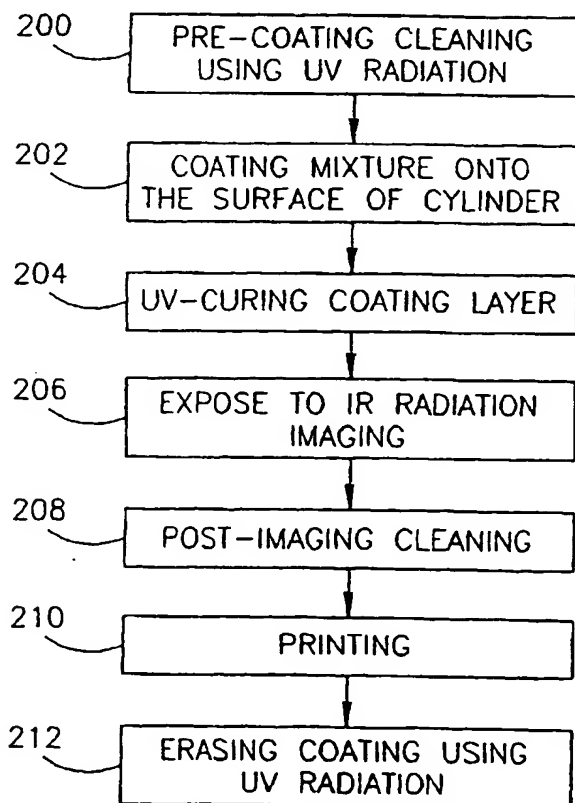 200
PRE-COATING CLEANING
USING UV RADIATION
202
COATING MIXTURE ONTO
THE SURFACE OF CYLINDER
204
UV-CURING COATING LAYER
206
EXPOSE TO IR RADIATION
IMAGING
208
POST-IMAGING CLEANING
210
PRINTING
212
ERASING COATING USING
UV RADIATION